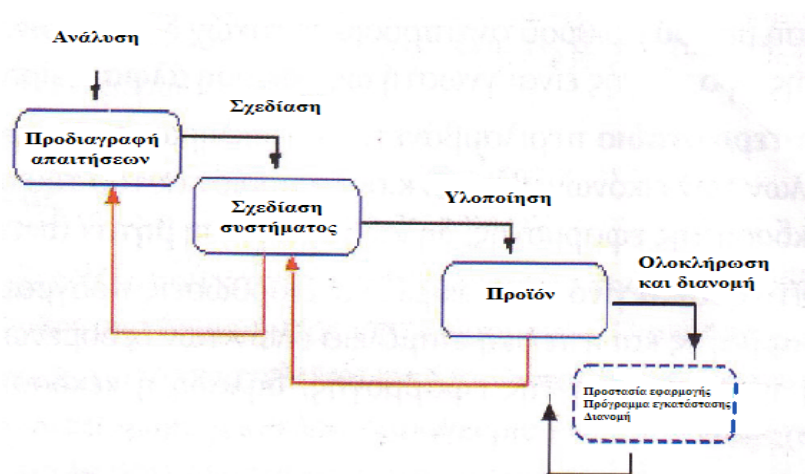 Ανάλυση
Σχεδίαση
Προδιαγραφή
απαιτήσεων
Σχεδίαση
συστήματος
Υλοποίηση
Ολοκλήρωση
και διανομή
Προϊόν
Προστασία εφαρμογής
Πρόγραμμα εγκατάστασης
Διανομή